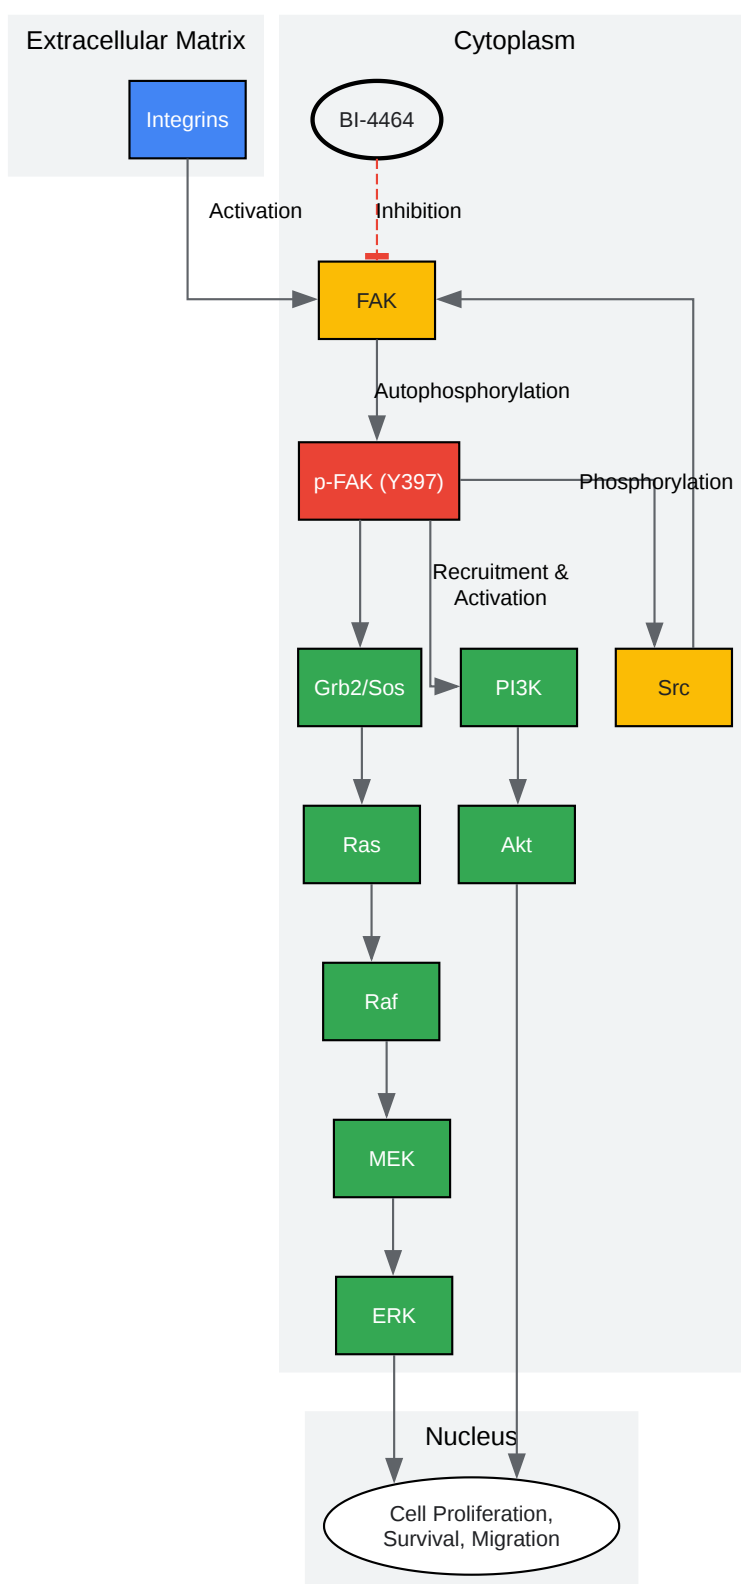 Extracellular Matrix
Cytoplasm
Integrins
BI-4464
Activation
Inhibition
FAK
Autophosphorylation
p-FAK (Y397)
Phosphorylation
Recruitment &
Activation
Grb2/Sos
PI3K
Src
Ras
Akt
Raf
MEK
ERK
Nucleus
Cell Proliferation,
Survival, Migration